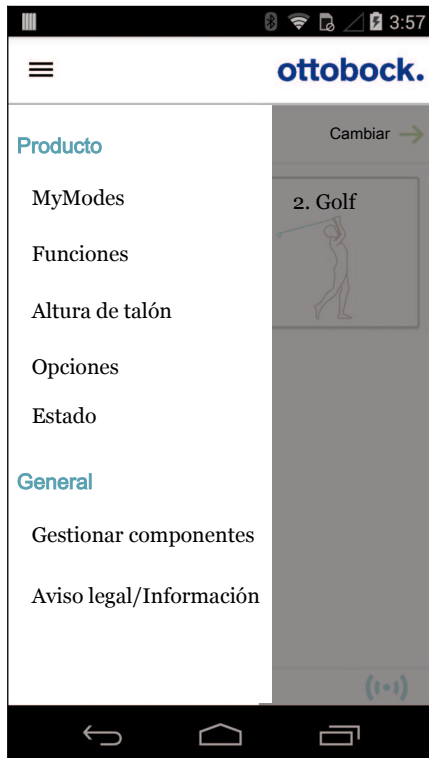 3:57
ottobock.
Cambiar
Producto
MyModes
2. Golf
Funciones
Altura de talón
Opciones
Estado
General
Gestionar componentes
Aviso legal/Información